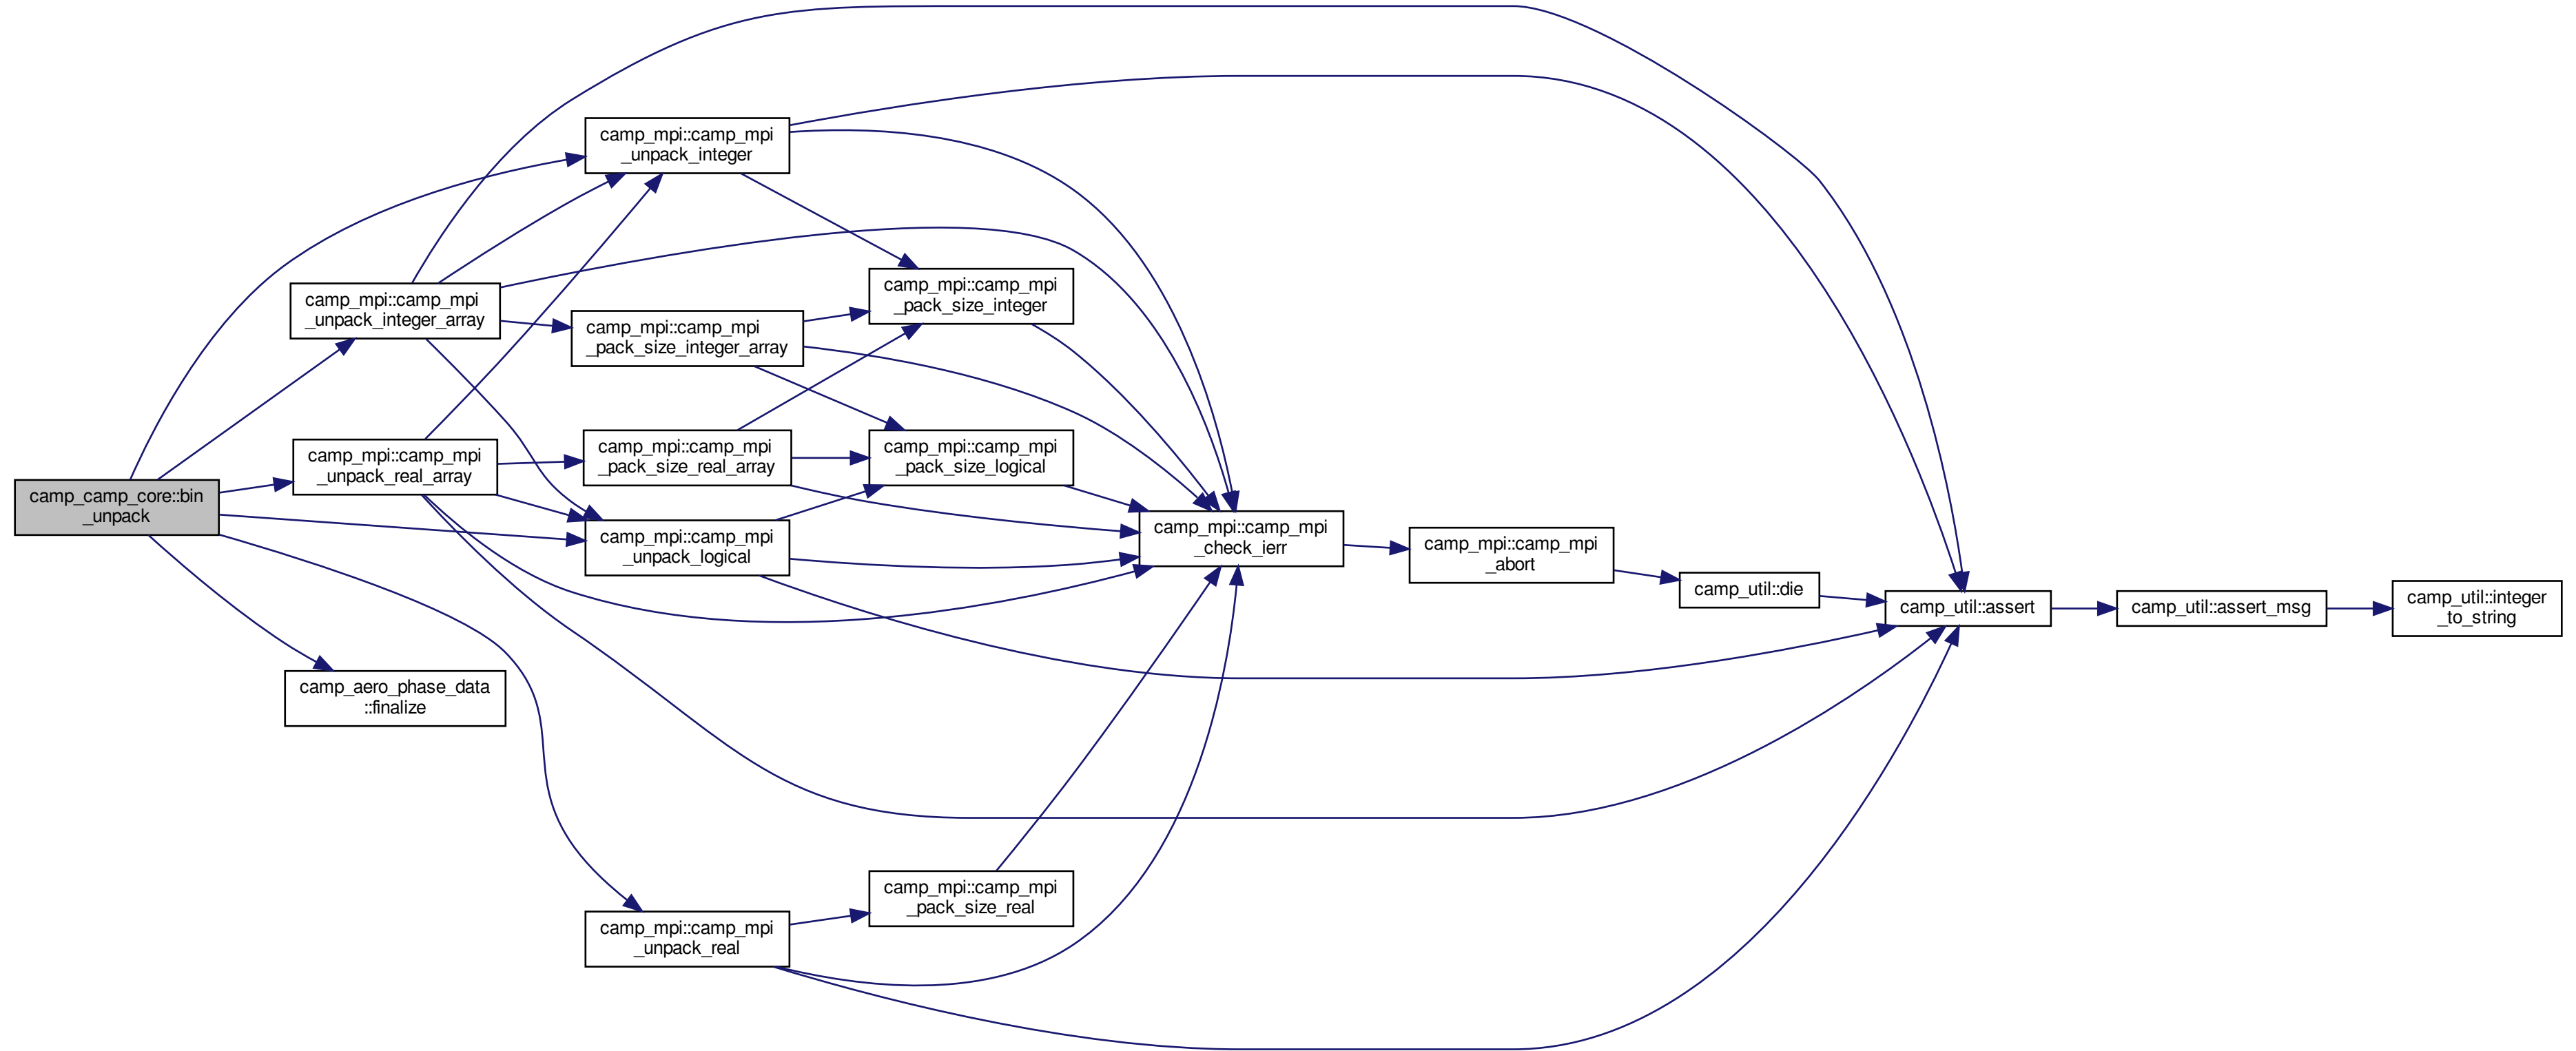 camp_camp_core::bin
_unpack
camp_mpi::camp_mpi
_unpack_integer_array
camp_mpi::camp_mpi
_unpack_real_array
camp_aero_phase_data
::finalize
camp_mpi::camp_mpi
_unpack_integer
camp_mpi::camp_mpi
_pack_size_integer_array
camp_mpi::camp_mpi
_pack_size_real_array
camp_mpi::camp_mpi
_unpack_logical
camp_mpi::camp_mpi
_unpack_real
camp_mpi::camp_mpi
_pack_size_integer
camp_mpi::camp_mpi
_pack_size_logical
camp_mpi::camp_mpi
_pack_size_real
camp_mpi::camp_mpi
_check_ierr
camp_mpi::camp_mpi
_abort
camp_util::die
camp_util::assert
camp_util::assert_msg
camp_util::integer
_to_string